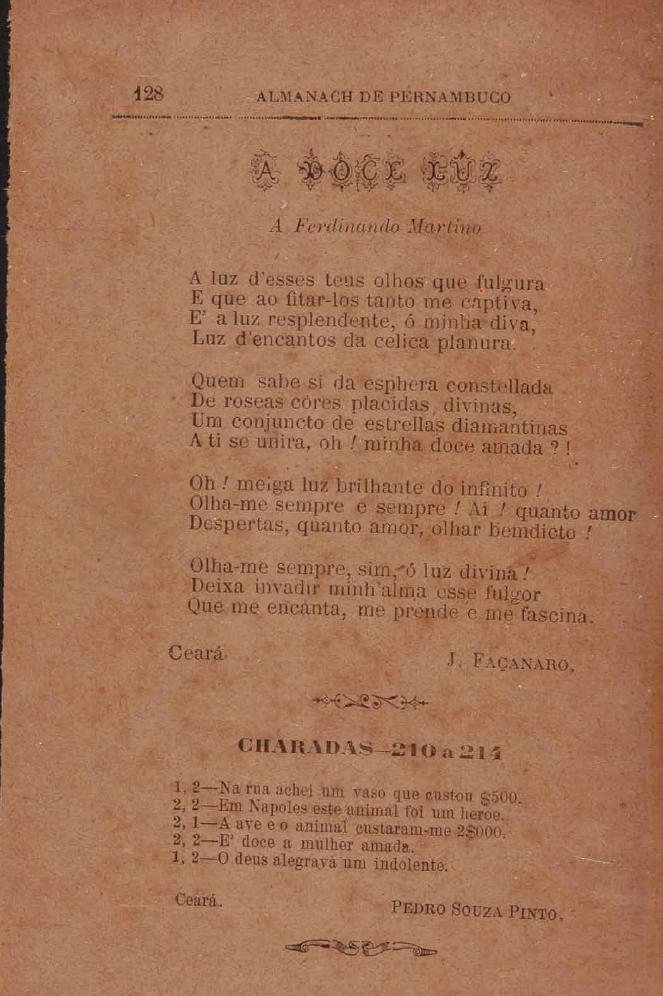 128 ALMANACH DE PERNAMBUCO
A DOCE LUZ
A Ferdinando Martino
A luz d'esses teus olhos que fulgura
E que ao fitar-los tanto me captiva,
E' a luz resplendente, ó minha diva,
Luz d'encantos da celica planura.
Quem sabe si da esphera constellada
De roseas côres placidas, divinas,
Um conjuncto de estrellas diamantinas
A ti se unira, oh ! minha doce amada ? !
Oh ! meiga luz brilhante do infinito !
Olha-me sempre e sempre ! Ai ! quanto amor
Despertas, quanto amor, olhar bemdicto !
Olha-me sempre, sim, ó luz divina !
Deixa invadir minh'alma esse fulgor
Que me encanta, me prende e me fascina.
Ceará J. FAÇANARO,
CHARADAS—210 a 214
1, 2—Na rua achei um vaso que custou $500.
2, 2—Em Napoles este animal foi um heroe.
2, 1—A ave e o animal custaram-me 2$000.
2, 2—E' doce a mulher amada.
1, 2—O deus alegrava um indolente.
Ceará. PEDRO SOUZA PINTO.